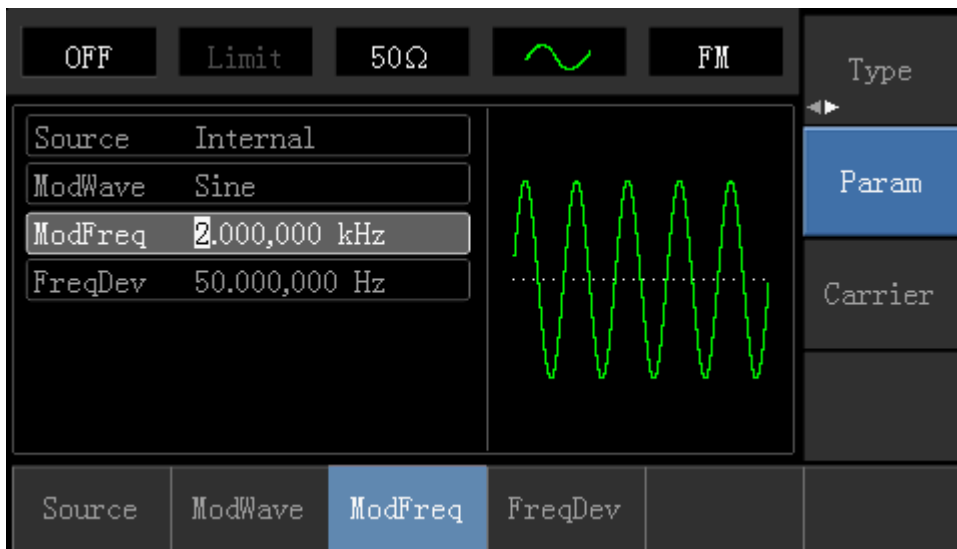 OFF Limit 50Ω FM
Type
Source Internal
ModWave Sine
Param
ModFreq 2.000,000 kHz
FreqDev 50.000,000 Hz
Carrier
Source ModWave ModFreq FreqDev